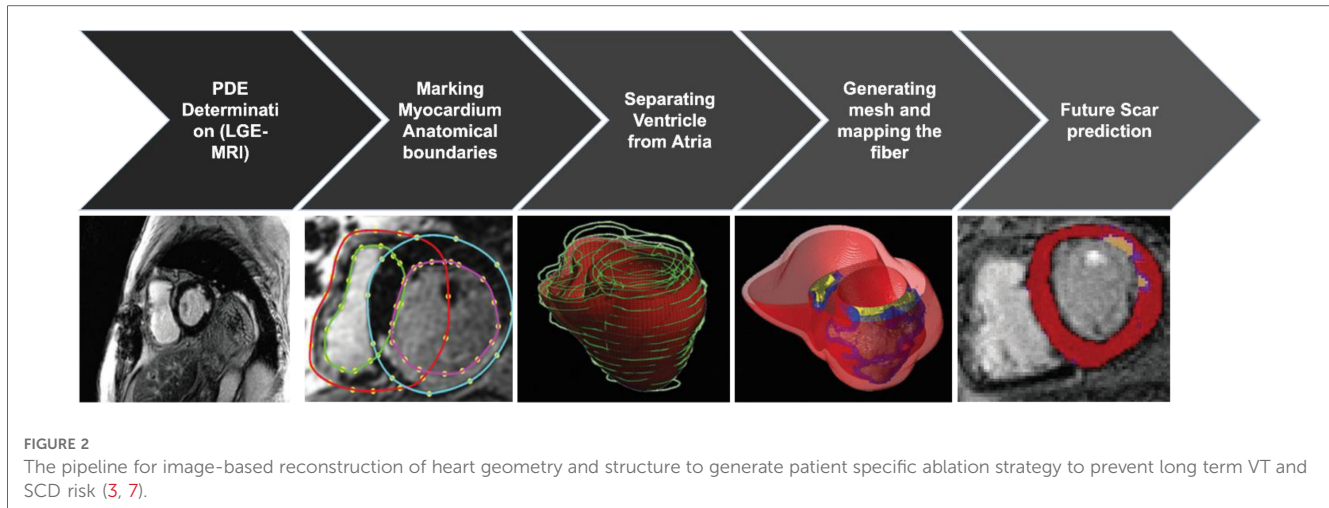 PDE
Determinati
on (LGE-
MRI)
Marking
Myocardium
Anatomical
boundaries
Separating
Ventricle
from Atria
Generating
mesh and
mapping the
fiber
Future Scar
prediction
FIGURE 2
The pipeline for image-based reconstruction of heart geometry and structure to generate patient specific ablation strategy to prevent long term VT and
SCD risk (3, 7).